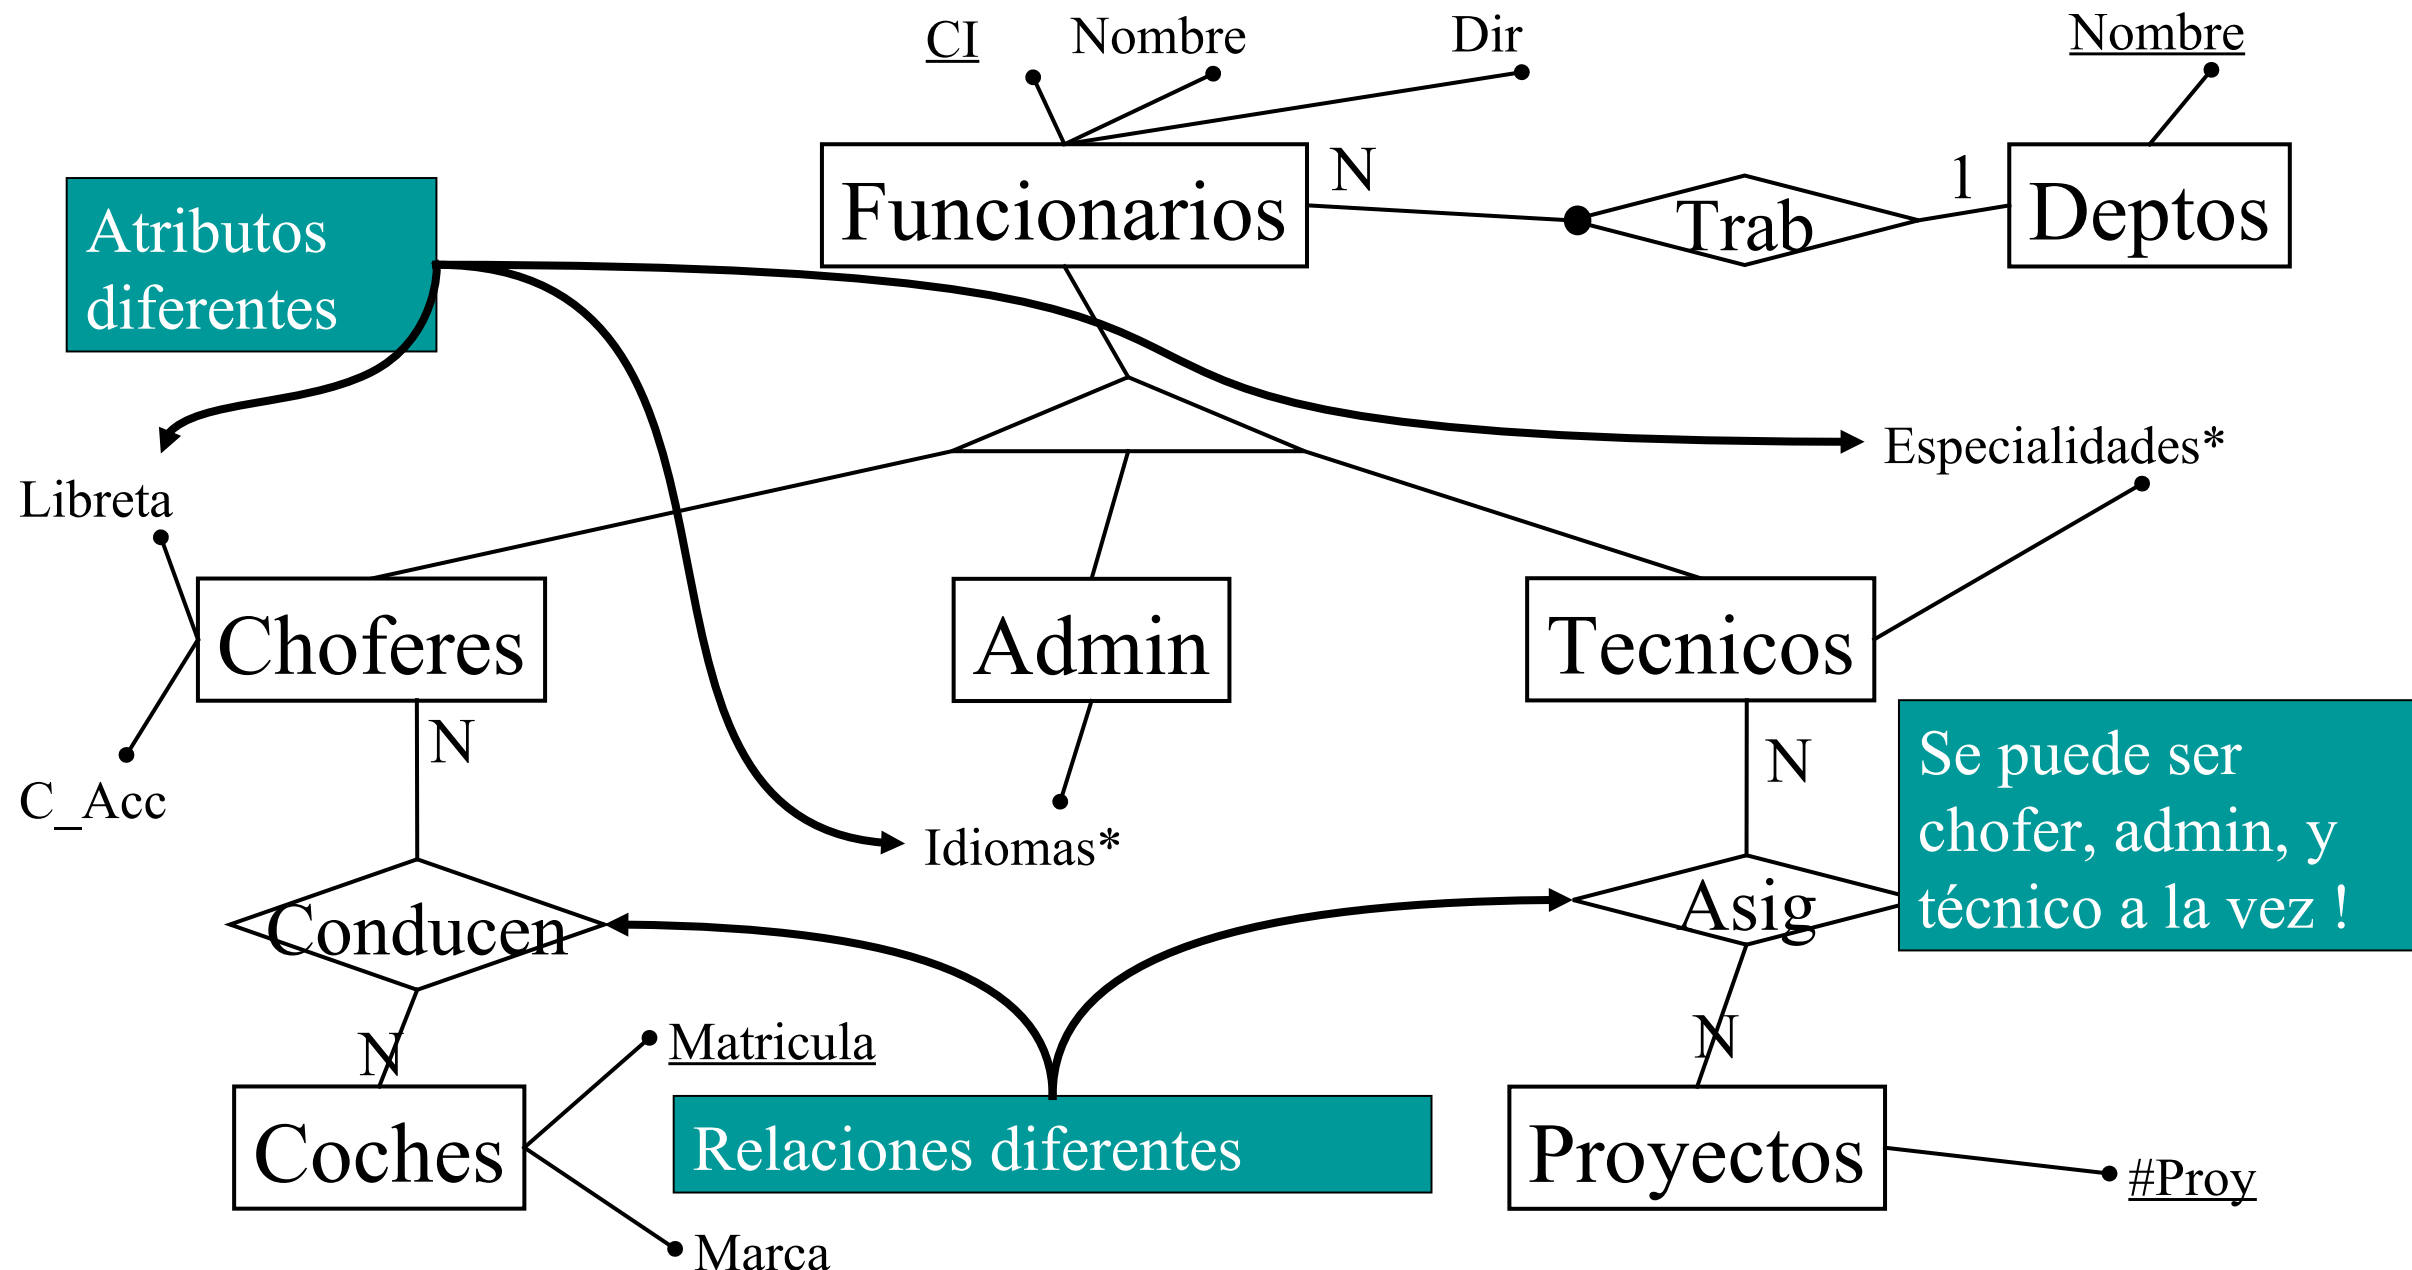 CI
Nombre
Dir
Nombre
Funcionarios
N
Trab
1
Deptos
Atributos
diferentes
Especialidades*
Libreta
Choferes
Admin
Tecnicos
N
N
C_Acc
Idiomas*
Se puede ser
chofer, admin, y
técnico a la vez !
Conducen
Asig
N
N
Matricula
Coches
Relaciones diferentes
Proyectos
#Proy
Marca